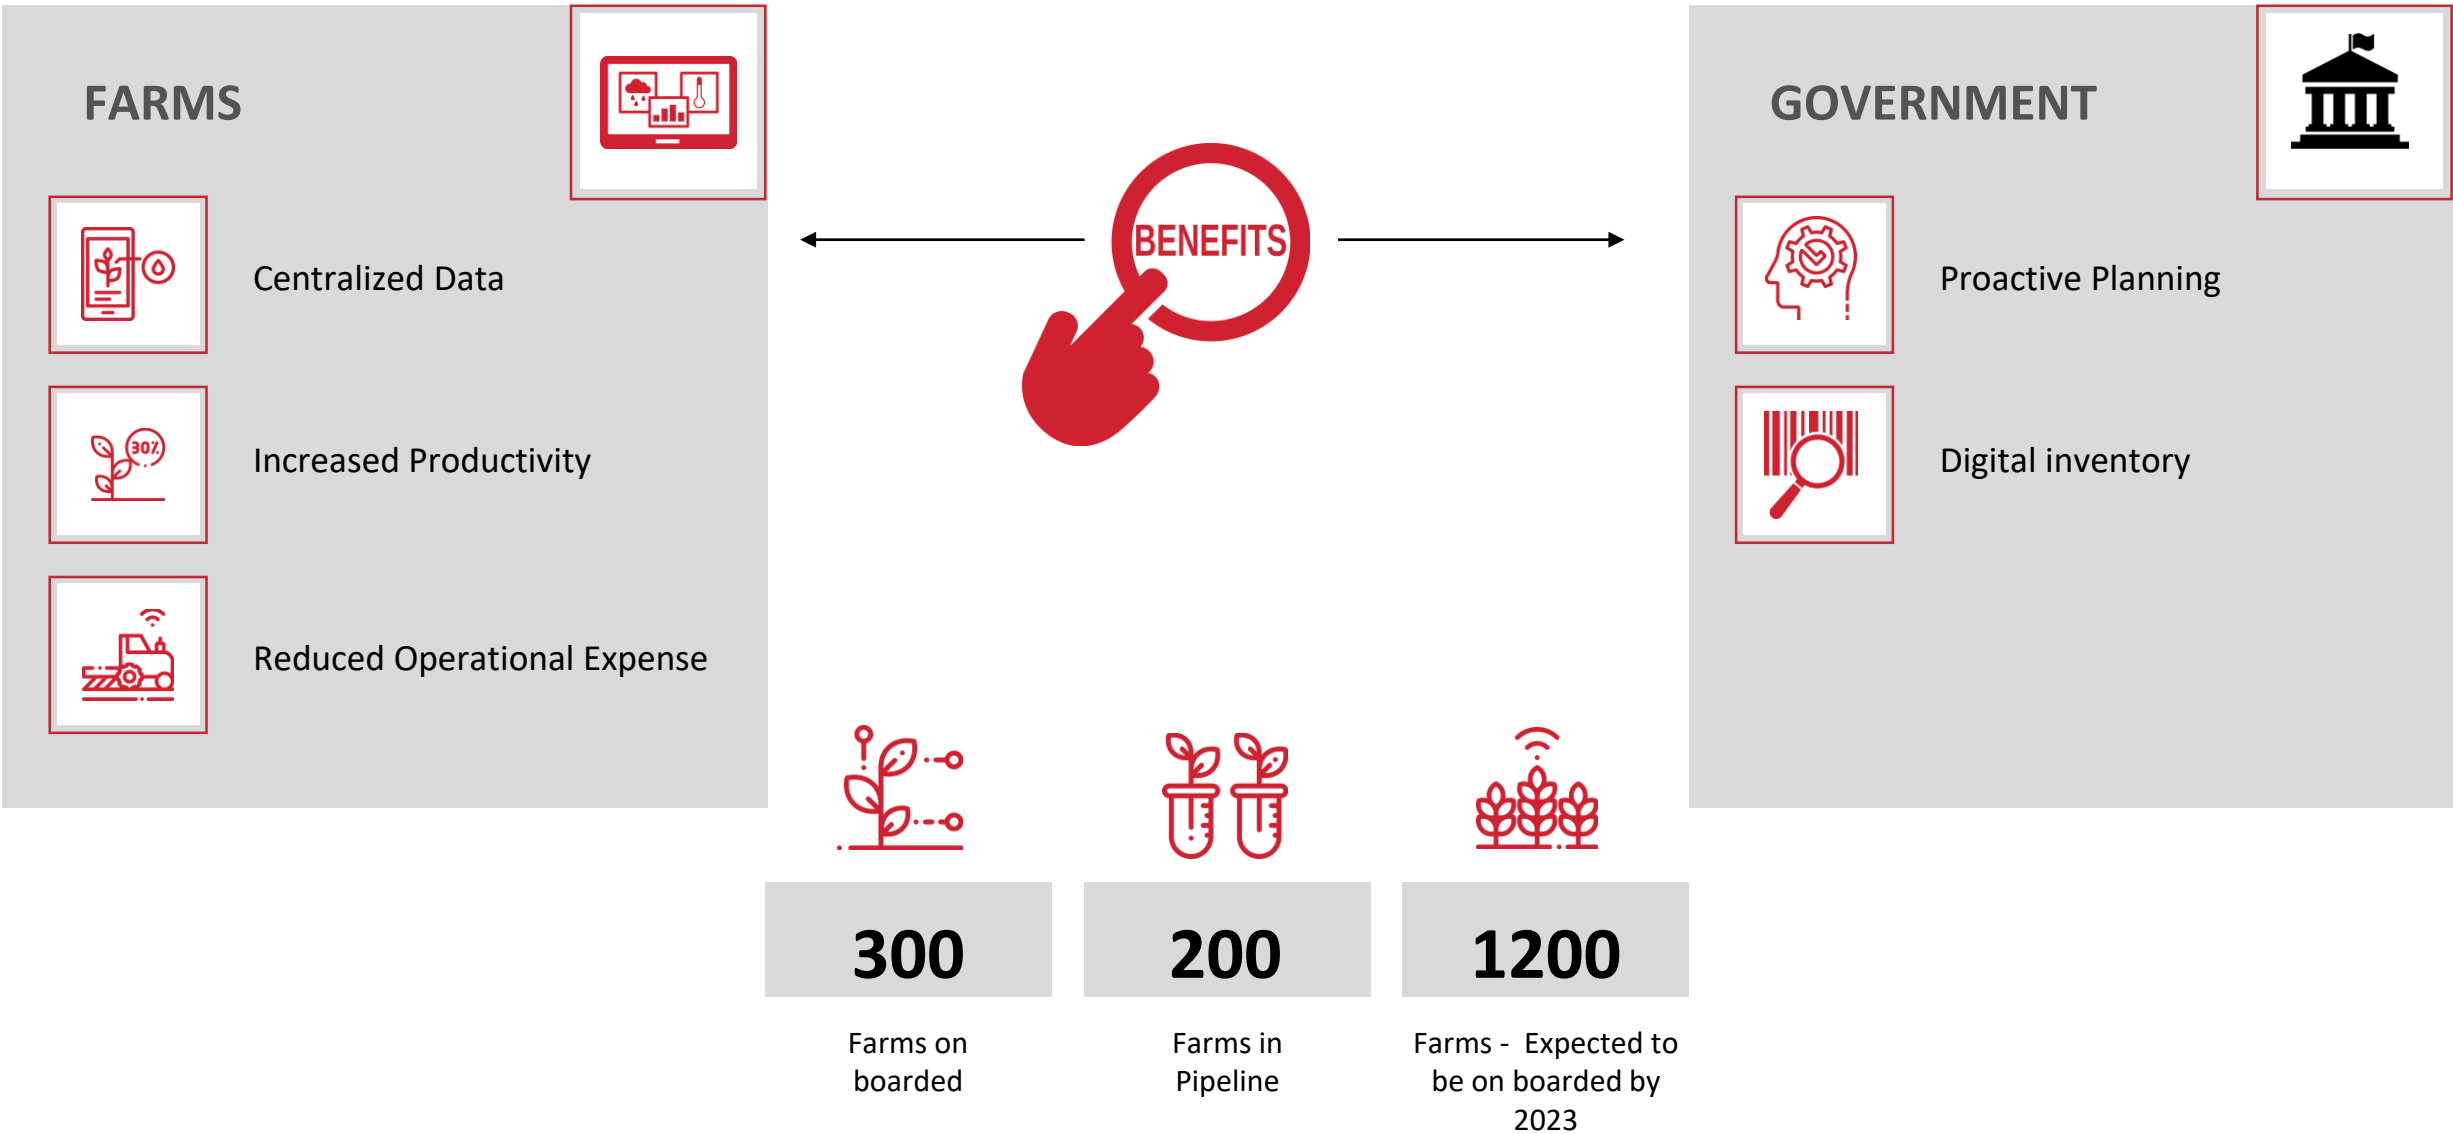 FARMS
Centralized Data
30%
Increased Productivity
Reduced Operational Expense
BENEFITS
GOVERNMENT
Proactive Planning
Digital inventory
300
Farms on
boarded
200
Farms in
Pipeline
1200
Farms -  Expected to
be on boarded by
2023